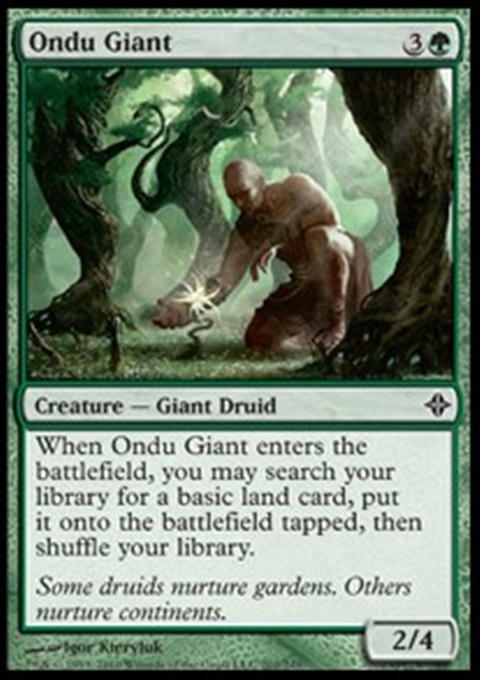 Ondu Giant 3
Creature — Giant Druid
When Ondu Giant enters the
battlefield, you may search your
library for a basic land card, put
it onto the battlefield tapped, then
shuffle your library.
Some druids nurture gardens. Others
nurture continents.
Igor Kieryluk
2/4